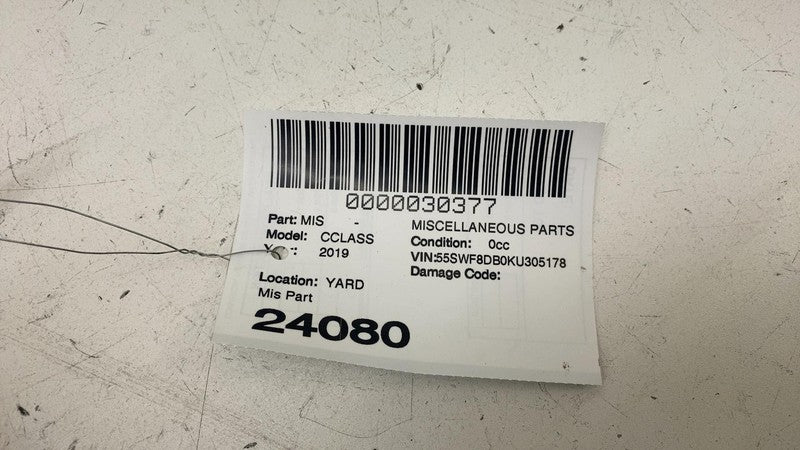 0000030377
Part: MIS - MISCELLANEOUS PARTS
Model: CCLASS Condition: 0cc
2019 VIN:55SWF8DB0KU305178
Damage Code:
Location: YARD
Mis Part
24080